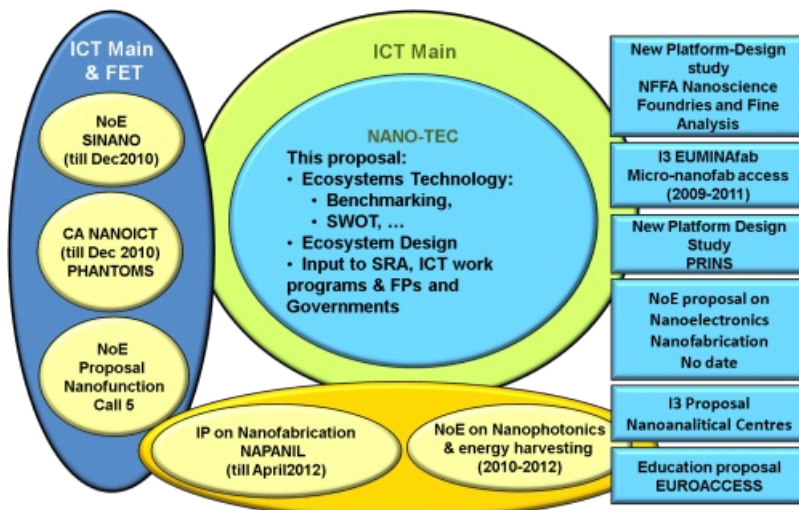 ICT Main
& FET
NoE
SINANO
(till Dec2010)
CA NANOICT
(till Dec 2010)
PHANTOMS
NoE
Proposal
Nanofunction
Call 5
ICT Main
NANO-TEC
This proposal:
• Ecosystems Technology:
• Benchmarking,
• SWOT, ...
• Ecosystem Design
• Input to SRA, ICT work
programs & FPs and
Governments
IP on Nanofabrication
NAPANIL
(till April2012)
NoE on Nanophotonics
& energy harvesting
(2010-2012)
New Platform-Design
study
NFFA Nanoscience
Foundries and Fine
Analysis
I3 EUMINAfab
Micro-nanofab access
(2009-2011)
New Platform Design
Study
PRINS
NoE proposal on
Nanoelectronics
Nanofabrication
No date
I3 Proposal
Nanoanalitical Centres
Education proposal
EUROACCESS